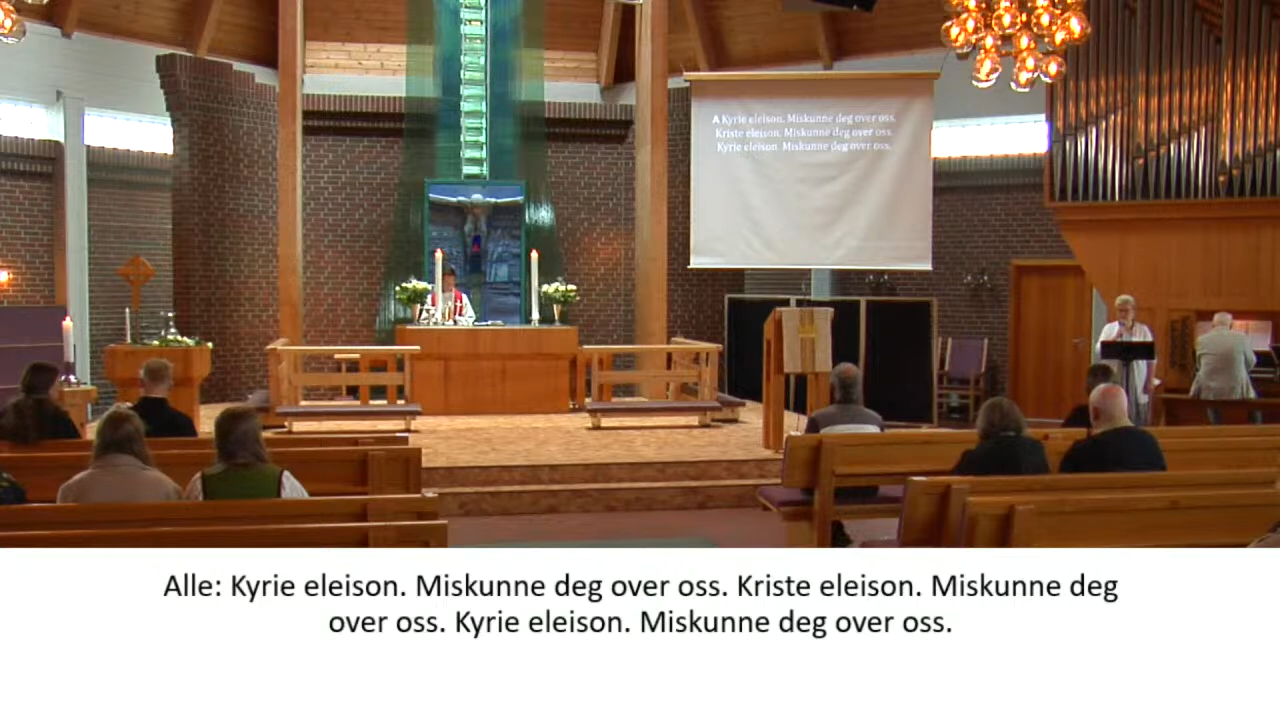 A Kyrie eleison. Miskunne deg over oss.
Kriste eleison. Miskunne deg over oss.
Kyrie eleison. Miskunne deg over oss.
Alle: Kyrie eleison. Miskunne deg over oss. Kriste eleison. Miskunne deg
over oss. Kyrie eleison. Miskunne deg over oss.